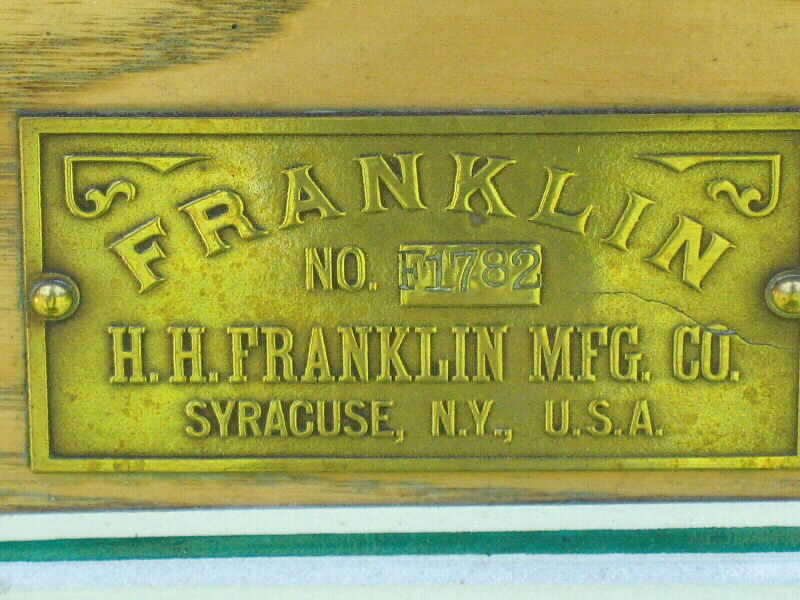 FRANKLIN
NO. F1782
H.H.FRANKLIN MFG. CO.
SYRACUSE, N.Y., U.S.A.